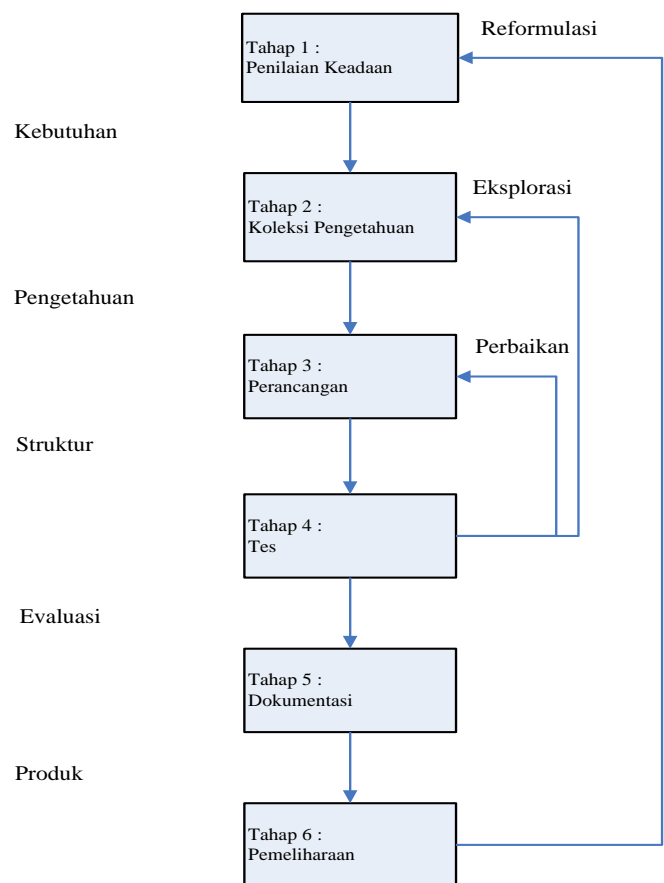 Reformulasi
Tahap 1 :
Penilaian Keadaan
Kebutuhan
Eksplorasi
Tahap 2 :
Koleksi Pengetahuan
Pengetahuan
Perbaikan
Tahap 3 :
Perancangan
Struktur
Tahap 4 :
Tes
Evaluasi
Tahap 5 :
Dokumentasi
Produk
Tahap 6 :
Pemeliharaan